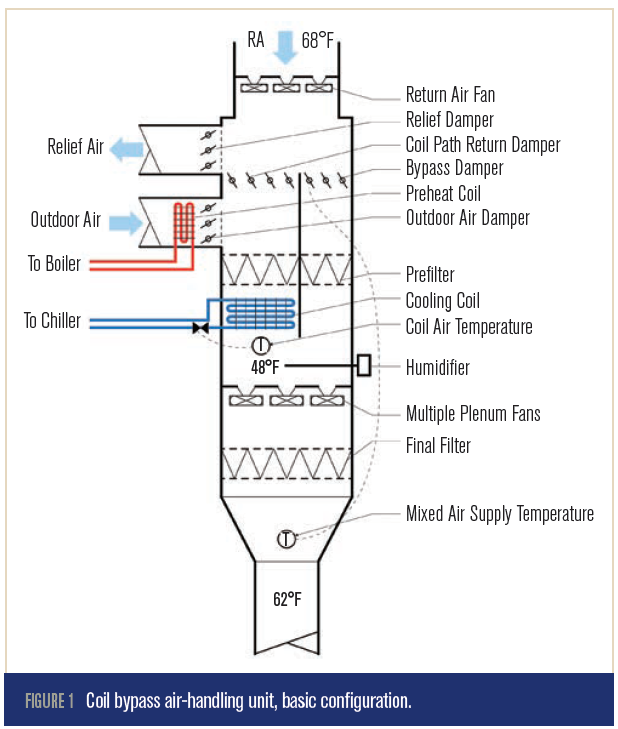 RA 68°F
Return Air Fan
Relief Damper
Relief Air
Coil Path Return Damper
Bypass Damper
Preheat Coil
Outdoor Air
Outdoor Air Damper
To Boiler
Prefilter
Cooling Coil
To Chiller
Coil Air Temperature
T
48°F
Humidifier
Multiple Plenum Fans
Final Filter
Mixed Air Supply Temperature
T
62°F
FIGURE 1 Coil bypass air-handling unit, basic configuration.